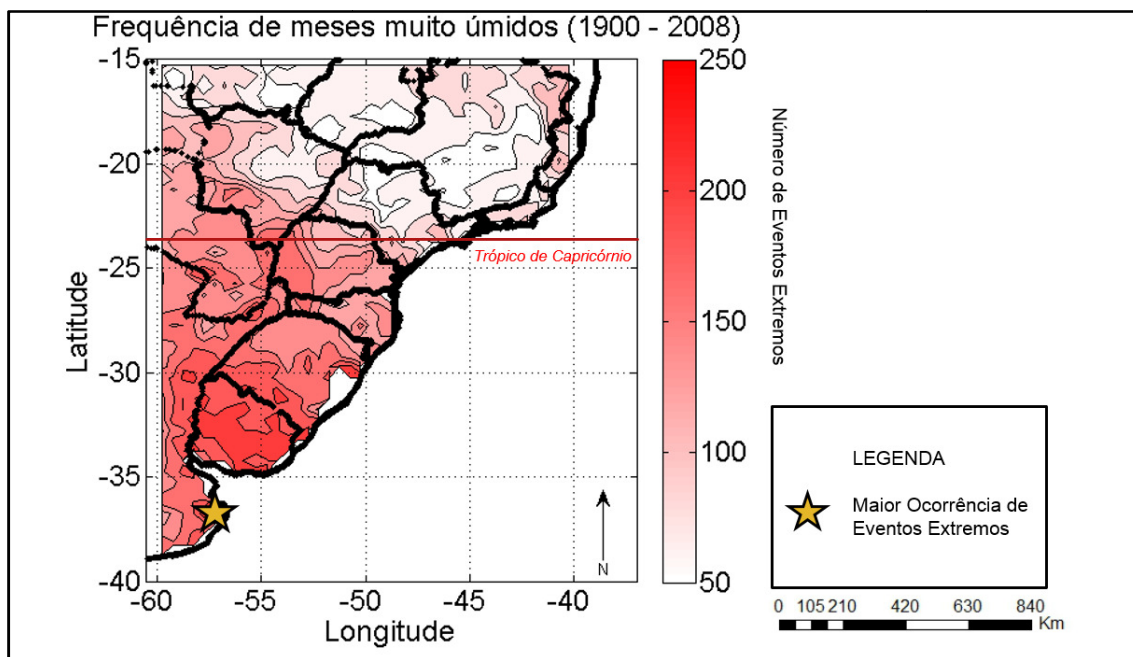 Frequência de meses muito úmidos (1900 - 2008)
-15
-20
-25
-30
-35
-40
Latitude
-60
-55
-50
-45
-40
Longitude
Trópico de Capricórnio
N
250
200
150
100
50
Número de Eventos Extremos
LEGENDA
Maior Ocorrência de
Eventos Extremos
0 105 210 420 630 840
Km